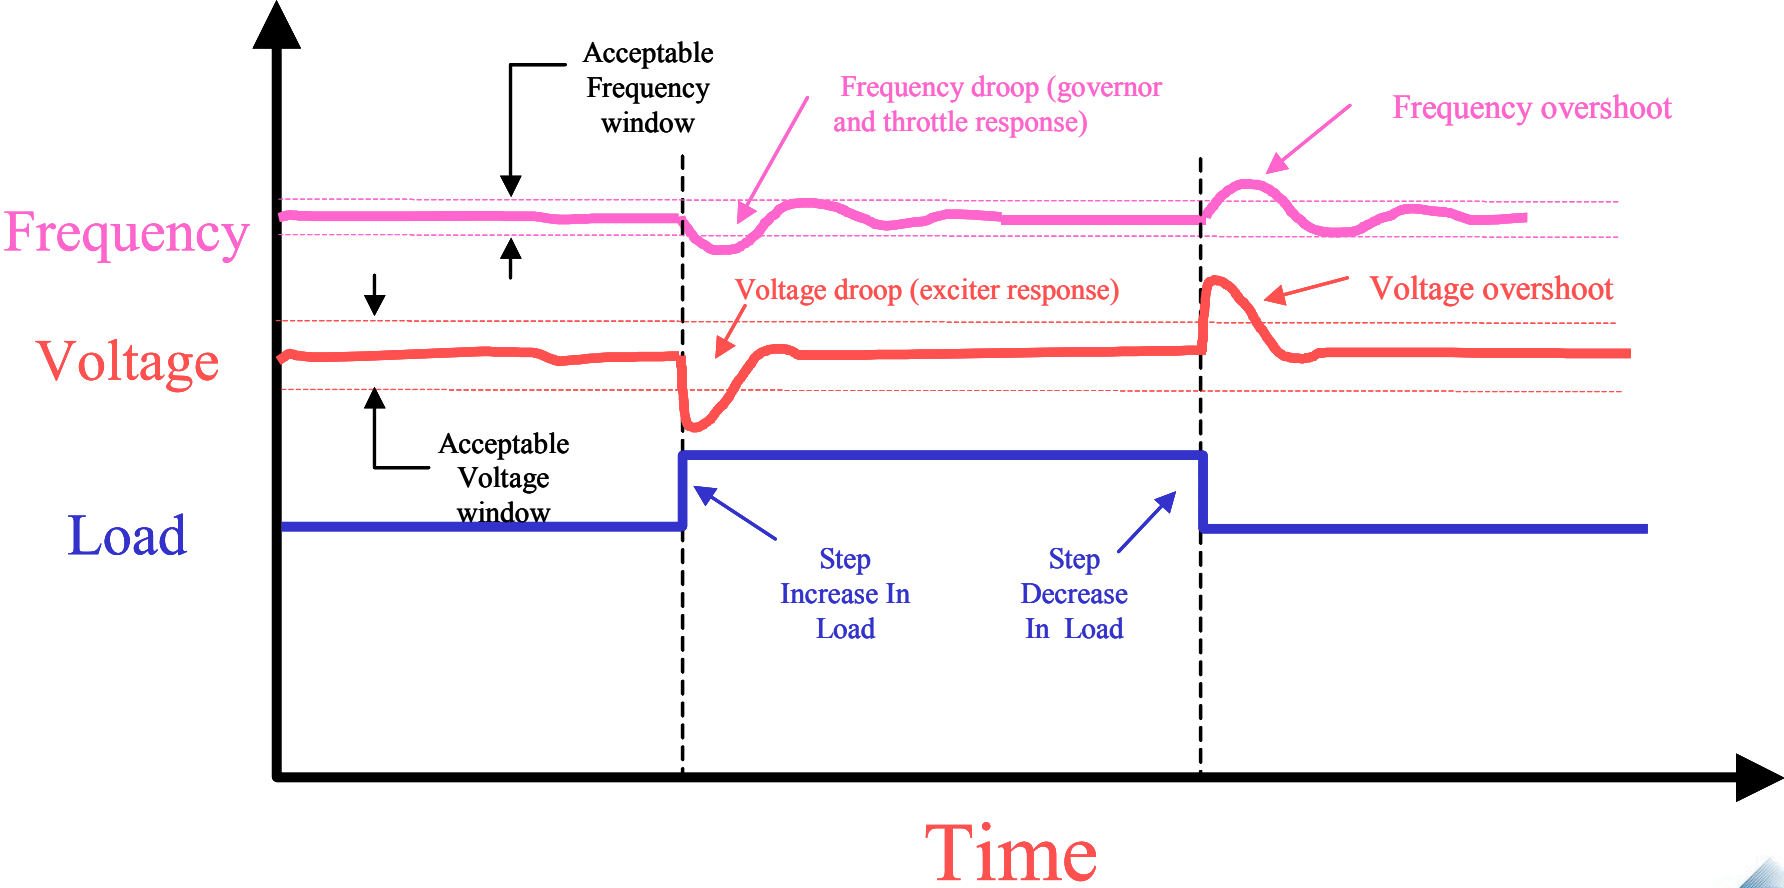 Acceptable
Frequency
window
Frequency droop (governor
and throttle response)
Frequency overshoot
Frequency
Voltage droop (exciter response)
Voltage overshoot
Voltage
Acceptable
Voltage
window
Load
Step
Increase In
Load
Step
Decrease
In Load
Time